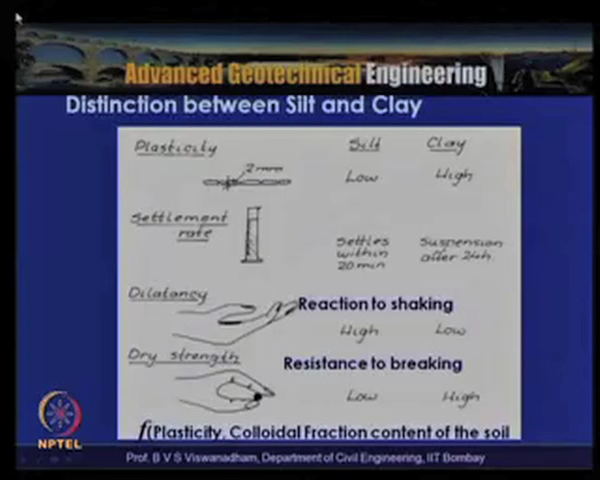 Advanced Geotechnical Engineering
Distinction between Silt and Clay
Plasticity Silt Clay
2mm
Low High
Settlement
rate
Settles
within
20 min
Suspension
after 24h.
Dilatancy
Reaction to shaking
High Low
Dry strength
Resistance to breaking
Low High
f(Plasticity, Colloidal Fraction content of the soil
NPTEL
Prof. B V S Viswanadham, Department of Civil Engineering, IIT Bombay